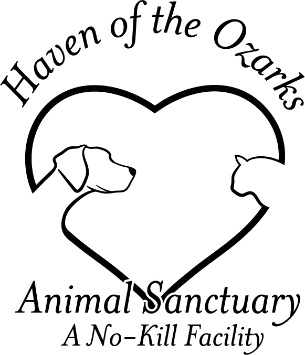 Haven of the Ozarks
Animal Sanctuary
A No-Kill Facility